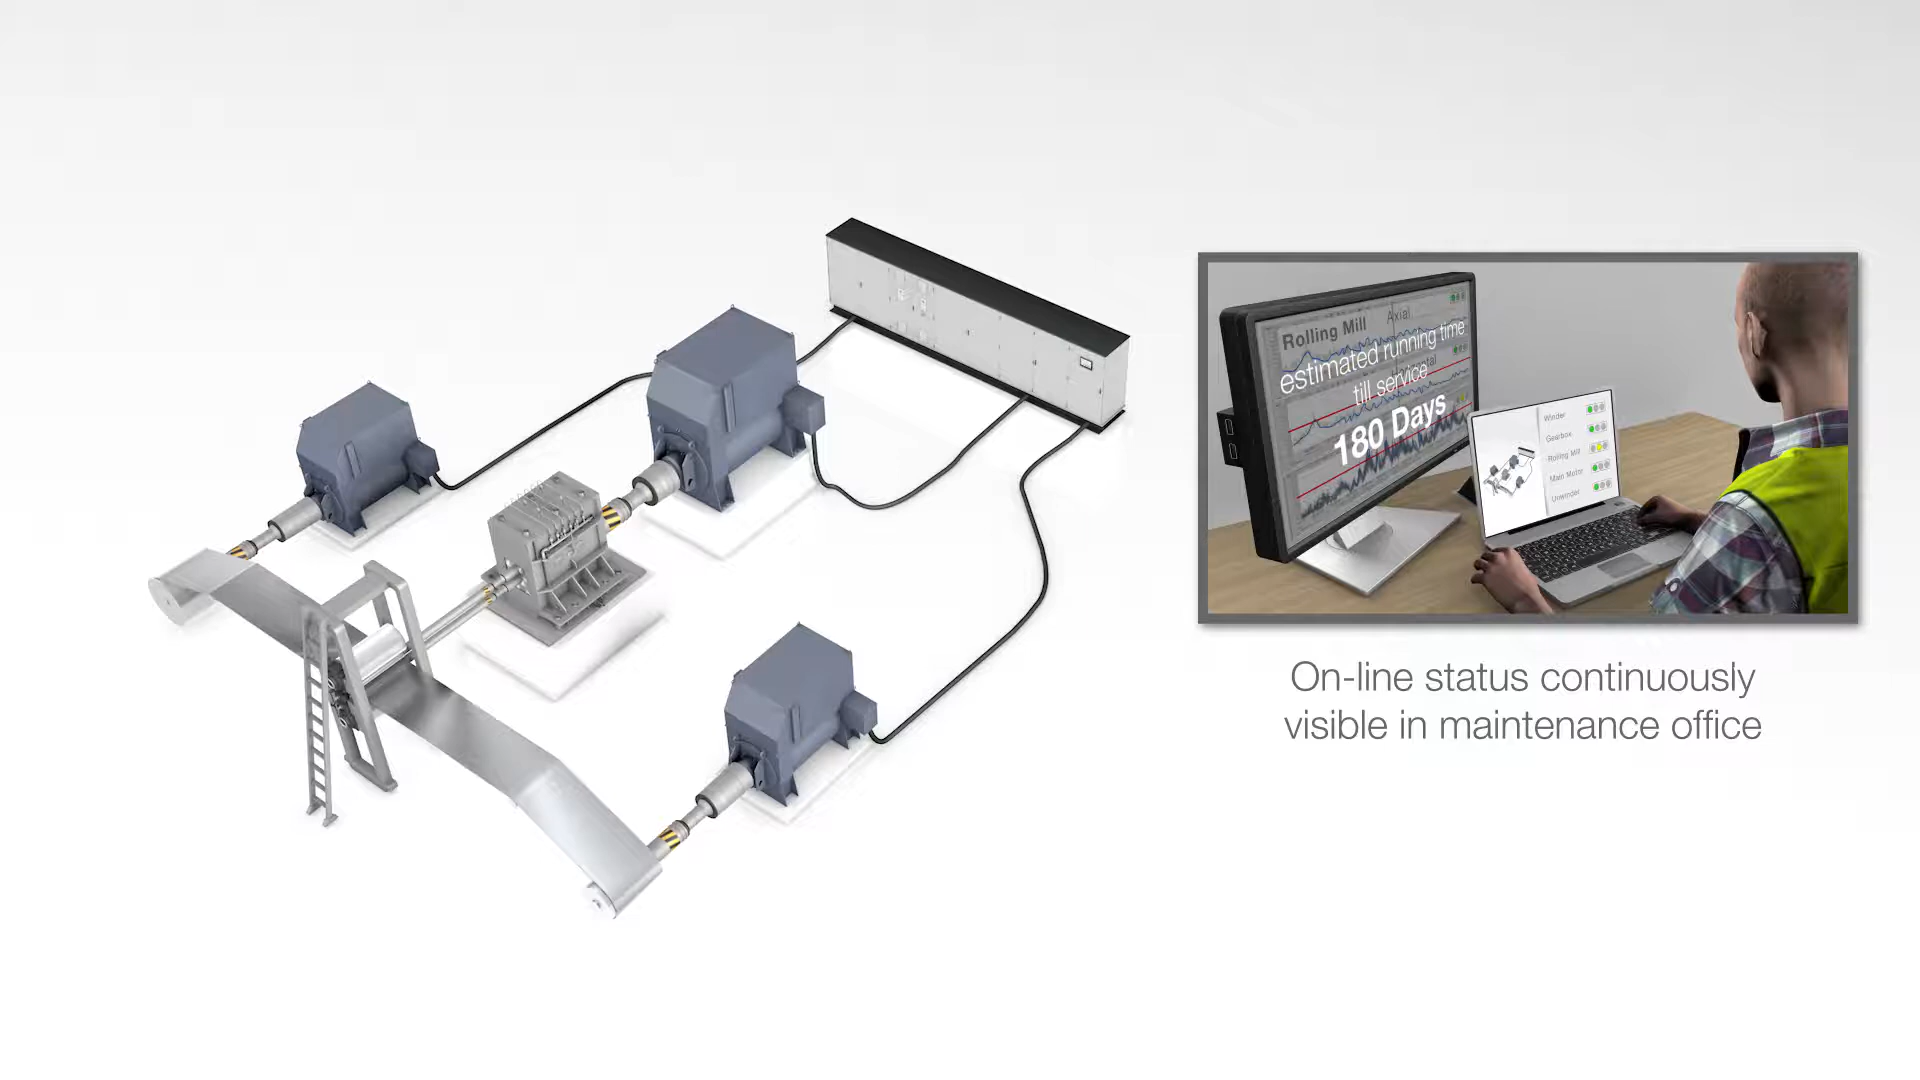 Rolling Mill
Axial
estimated running time
till service
180 Days
Winder
Gearbox
Rolling Mill
Main Motor
Unwinder
On-line status continuously
visible in maintenance office